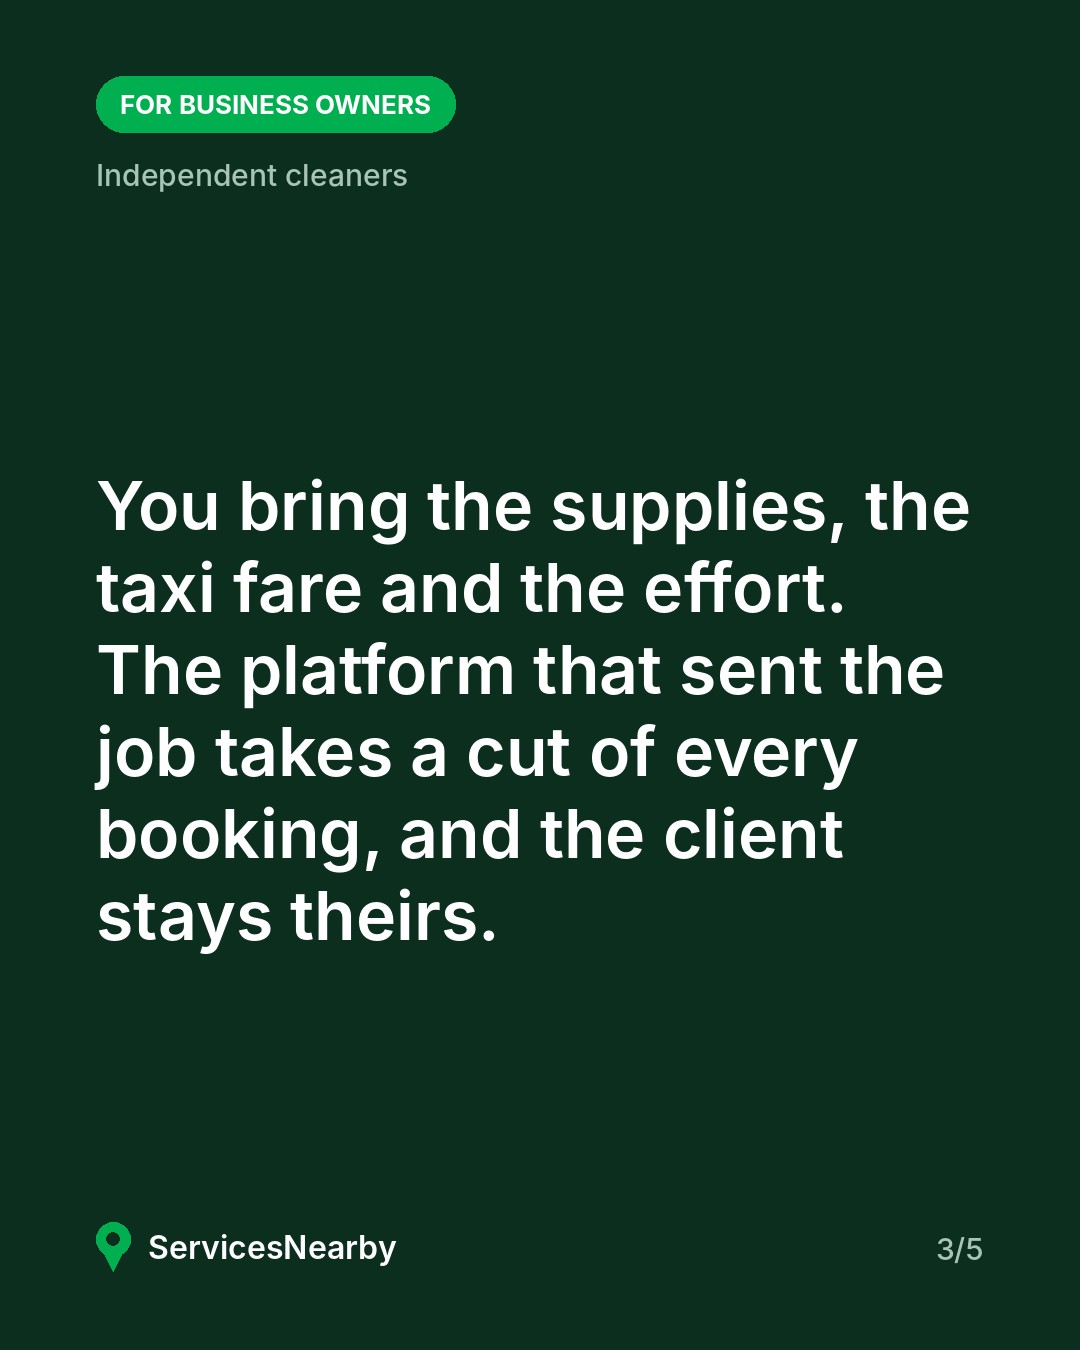 FOR BUSINESS OWNERS
Independent cleaners
You bring the supplies, the
taxi fare and the effort.
The platform that sent the
job takes a cut of every
booking, and the client
stays theirs.
ServicesNearby
3/5